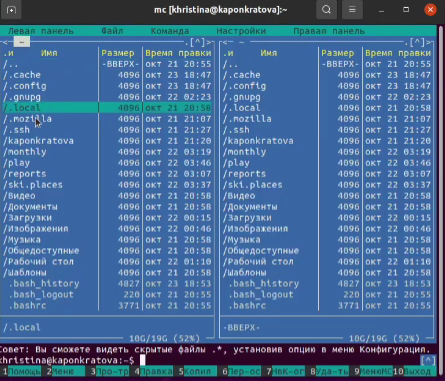 mc [khristina@kaponkratova]:~
Левая панель Файл Команда Настройки Правая панель
<- ~ .[^]> <- ~ .[^]>
.и Имя Размер Время правки .и Имя Размер Время правки
/.. -ВВЕРХ- окт 21 20:55 /.. -ВВЕРХ- окт 21 20:55
/.cache 4096 окт 23 18:47 /.cache 4096 окт 23 18:47
/.config 4096 окт 23 18:47 /.config 4096 окт 23 18:47
/.gnupg 4096 окт 22 02:23 /.gnupg 4096 окт 22 02:23
/.local 4096 окт 21 20:58 /.local 4096 окт 21 20:58
/.mozilla 4096 окт 21 21:07 /.mozilla 4096 окт 21 21:07
/.ssh 4096 окт 21 21:27 /.ssh 4096 окт 21 21:27
/kaponkratova 4096 окт 21 21:20 /kaponkratova 4096 окт 21 21:20
/monthly 4096 окт 22 03:19 /monthly 4096 окт 22 03:19
/play 4096 окт 22 03:46 /play 4096 окт 22 03:46
/reports 4096 окт 22 03:07 /reports 4096 окт 22 03:07
/ski.places 4096 окт 22 03:37 /ski.places 4096 окт 22 03:37
/Видео 4096 окт 21 20:58 /Видео 4096 окт 21 20:58
/Документы 4096 окт 21 20:58 /Документы 4096 окт 21 20:58
/Загрузки 4096 окт 22 00:15 /Загрузки 4096 окт 22 00:15
/Изображения 4096 окт 22 00:46 /Изображения 4096 окт 22 00:46
/Музыка 4096 окт 21 20:58 /Музыка 4096 окт 21 20:58
/Общедоступные 4096 окт 21 20:58 /Общедоступные 4096 окт 21 20:58
/Рабочий стол 4096 окт 22 01:10 /Рабочий стол 4096 окт 22 01:10
/Шаблоны 4096 окт 21 20:58 /Шаблоны 4096 окт 21 20:58
.bash_history 4827 окт 23 18:53 .bash_history 4827 окт 23 18:53
.bash_logout 220 окт 21 20:55 .bash_logout 220 окт 21 20:55
.bashrc 3771 окт 21 20:55 .bashrc 3771 окт 21 20:55
/.local -ВВЕРХ-
10G/19G (52%) 10G/19G (52%)
Совет: Вы сможете видеть скрытые файлы .*, установив опцию в меню Конфигурация.
khristina@kaponkratova:~$ [^]
1Помощь 2Меню 3Про-тр 4Правка 5Копия 6Пер-ос 7НвК-ог 8Уда-ть 9МенюMC 10Выход